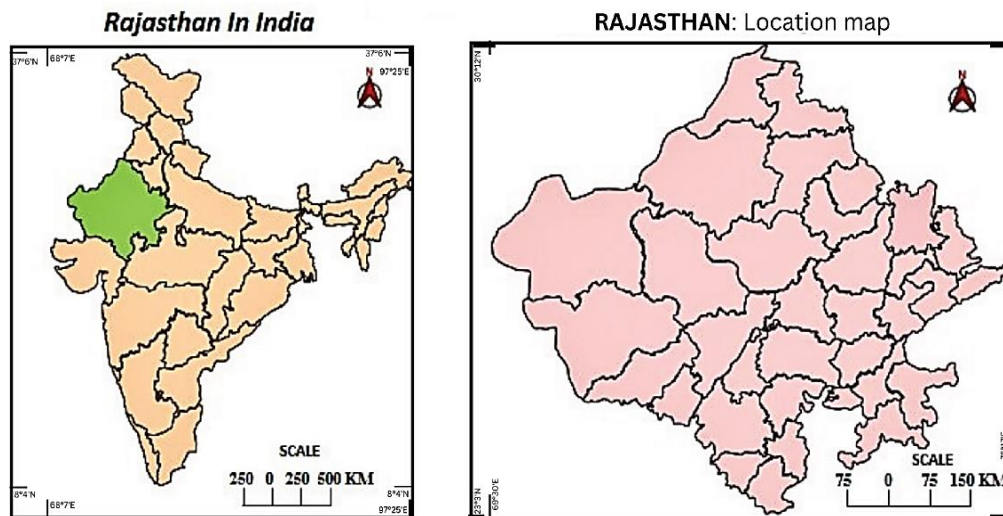 Rajasthan In India
37°6'N
68°7'E
37°6'N
97°25'E
N
SCALE
250 0 250 500 KM
8°4'N
68°7'E
8°4'N
97°25'E
RAJASTHAN: Location map
30°12'N
N
SCALE
75 0 75 150 KM
23°3'N
69°30'E